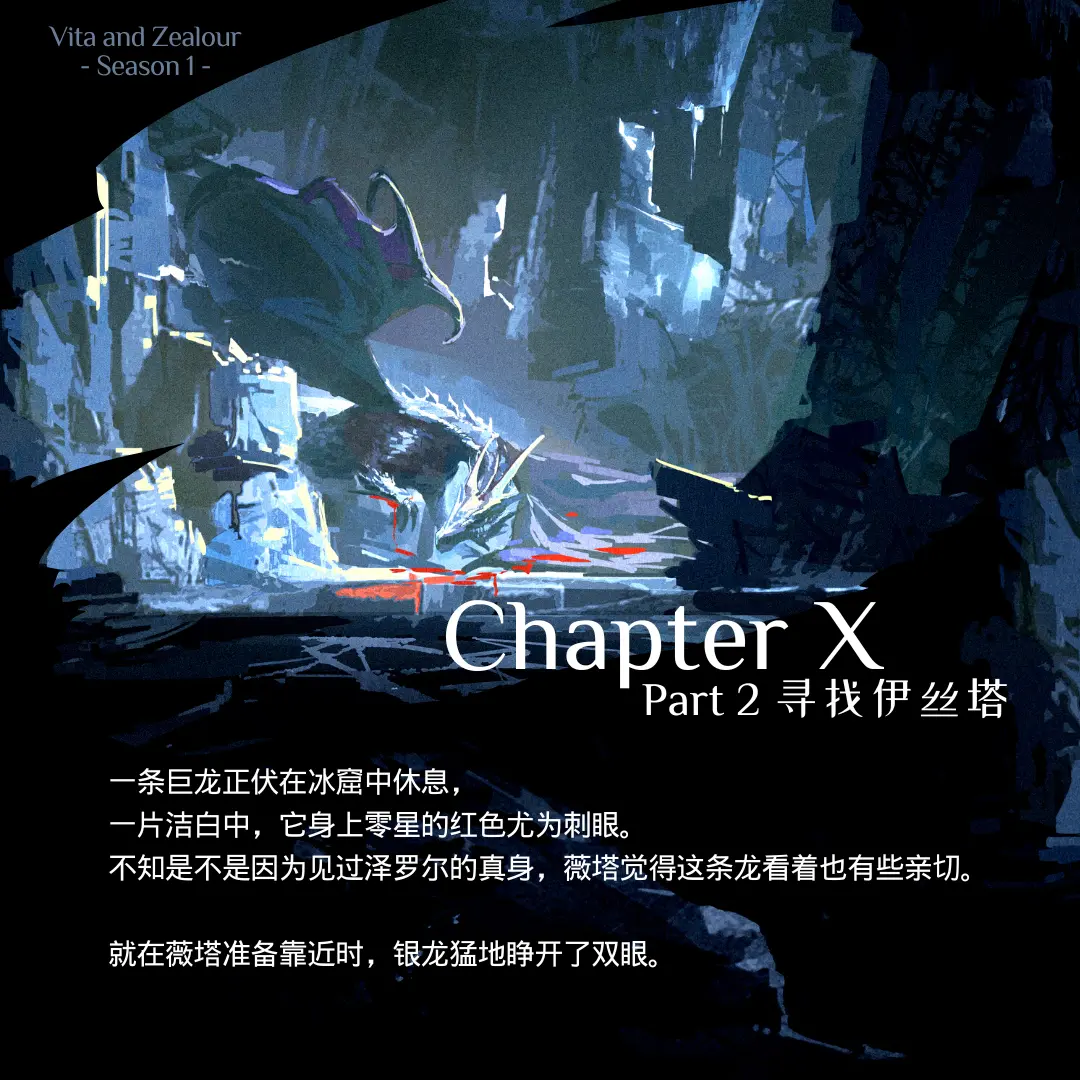 Vita and Zealour
- Season 1 -
Chapter X
Part 2 寻找伊丝塔
一条巨龙正伏在冰窟中休息，
一片洁白中，它身上零星的红色尤为刺眼。
不知是不是因为见过泽罗尔的真身，薇塔觉得这条龙看着也有些亲切。
就在薇塔准备靠近时，银龙猛地睁开了双眼。